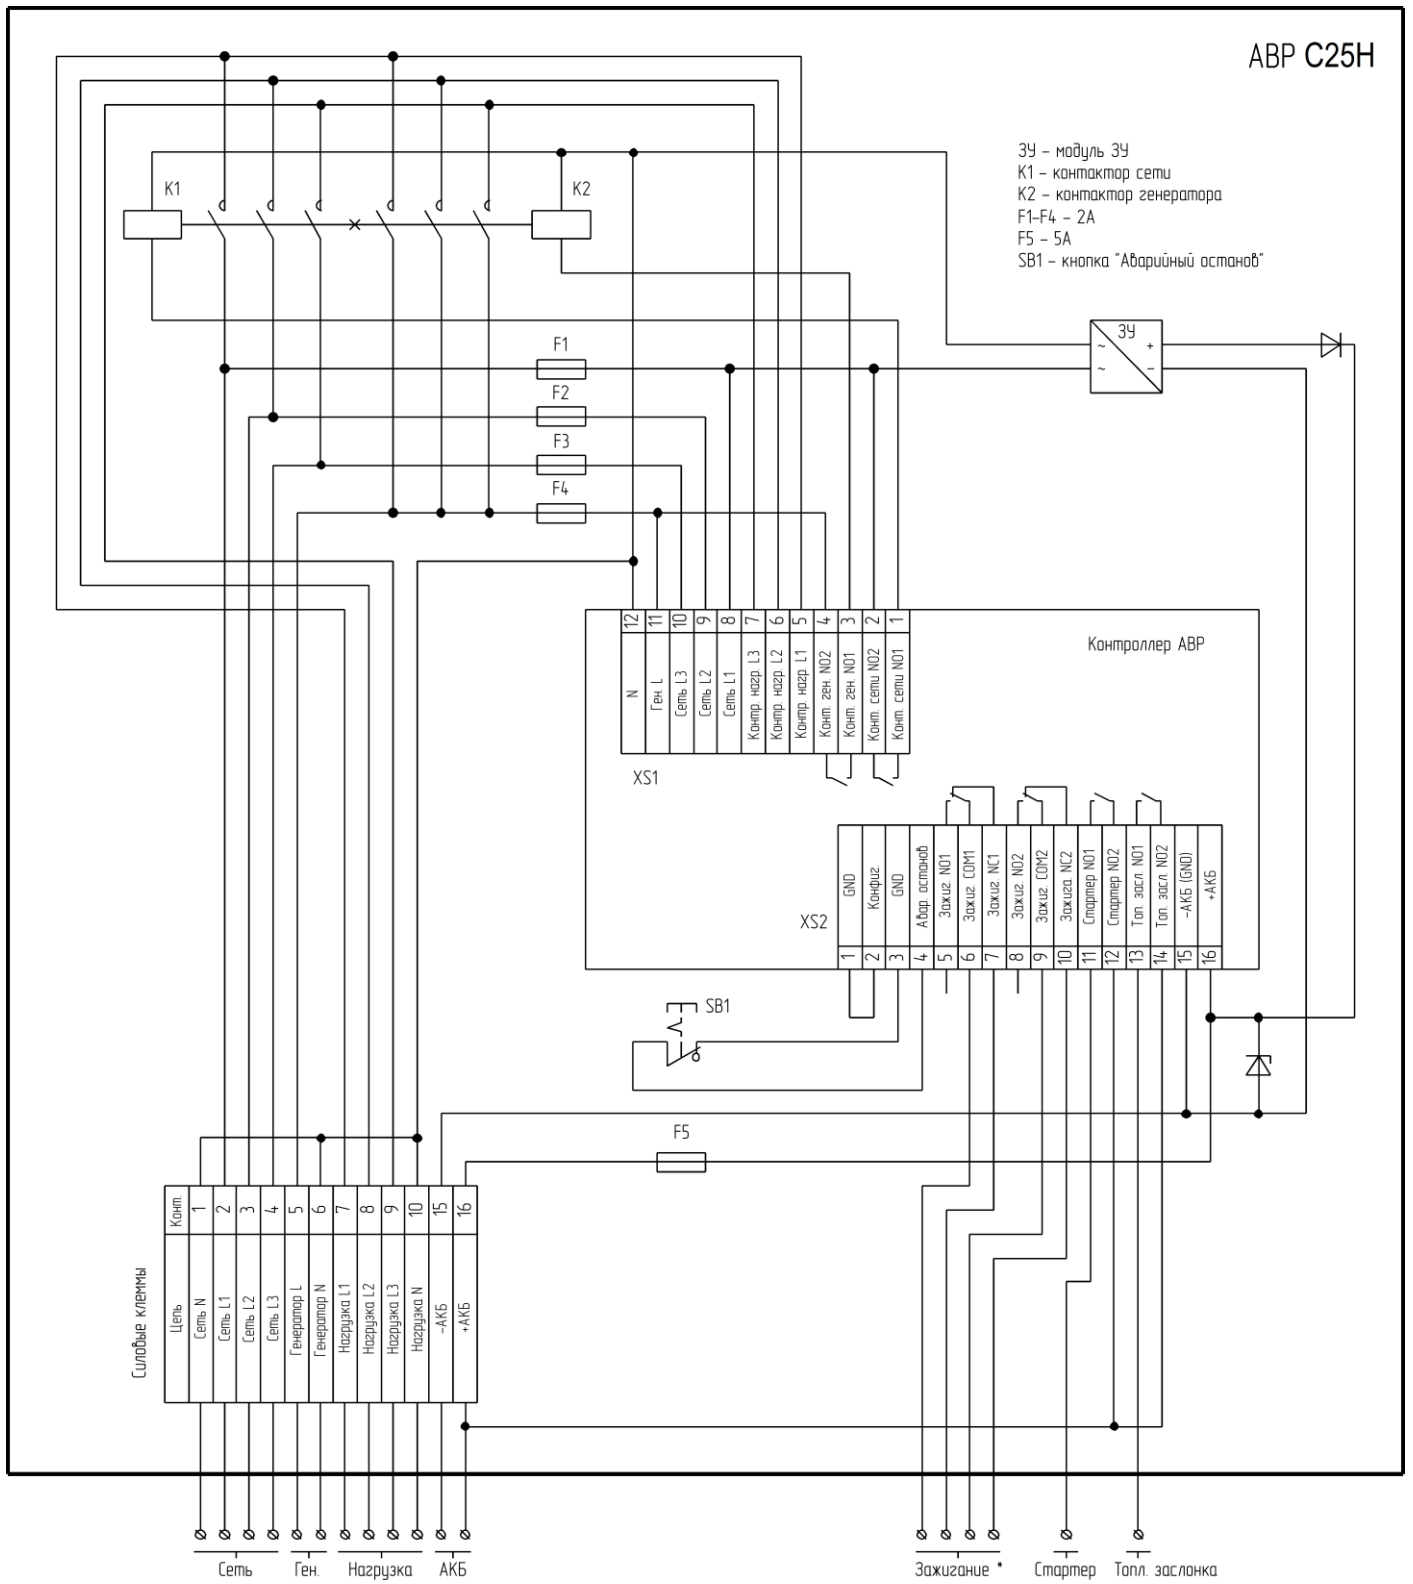 АВР С25Н
ЗУ – модуль ЗУ
К1 – контактор сети
К2 – контактор генератора
F1–F4 – 2А
F5 – 5А
SB1 – кнопка "Аварийный останов"
К1
К2
ЗУ
~ +
~ –
F1
F2
F3
F4
12 11 10 9 8 7 6 5 4 3 2 1
Контроллер АВР
N
Ген. L
Сеть L3
Сеть L2
Сеть L1
Контр. нагр. L3
Контр. нагр. L2
Контр. нагр. L1
Конт. ген. NO2
Конт. ген. NO1
Конт. сети NO2
Конт. сети NO1
XS1
XS2
GND
Конфиг.
GND
Авар. останов
Зажиг. NO1
Зажиг. COM1
Зажиг. NC1
Зажиг. NO2
Зажиг. COM2
Зажига. NC2
Стартер NO1
Стартер NO2
Топ. засл. NO1
Топ. засл. NO2
–АКБ (GND)
+АКБ
1 2 3 4 5 6 7 8 9 10 11 12 13 14 15 16
SB1
F5
Силовые клеммы
Конт. 1 2 3 4 5 6 7 8 9 10 15 16
Цепь
Сеть N
Сеть L1
Сеть L2
Сеть L3
Генератор L
Генератор N
Нагрузка L1
Нагрузка L2
Нагрузка L3
Нагрузка N
–АКБ
+АКБ
Сеть Ген. Нагрузка АКБ Зажигание * Стартер Топл. заслонка